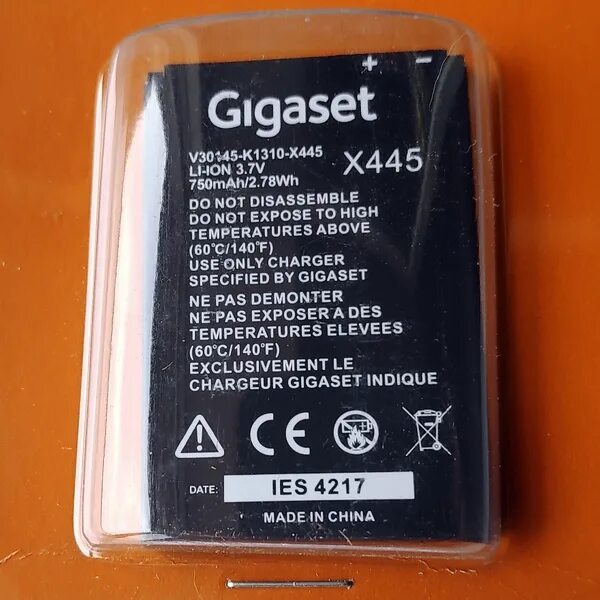 + −
Gigaset
V30145-K1310-X445
LI-ION 3.7V
X445
750mAh/2.78Wh
DO NOT DISASSEMBLE
DO NOT EXPOSE TO HIGH
TEMPERATURES ABOVE
(60°C/140°F)
USE ONLY CHARGER
SPECIFIED BY GIGASET
NE PAS DEMONTER
NE PAS EXPOSER A DES
TEMPERATURES ELEVEES
(60°C/140°F)
EXCLUSIVEMENT LE
CHARGEUR GIGASET INDIQUE
CE
DATE: IES 4217
MADE IN CHINA